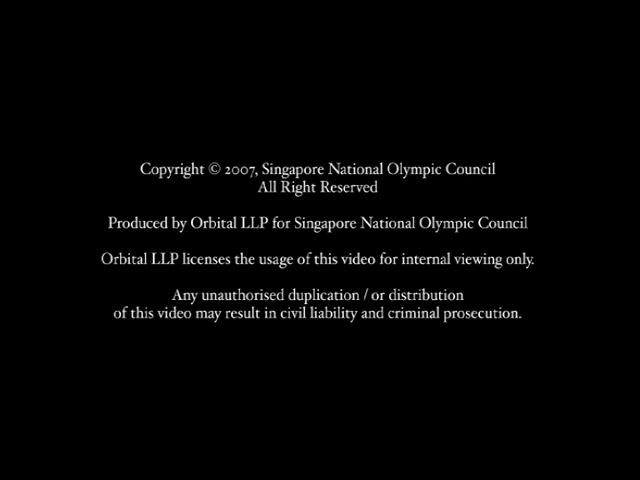 Copyright © 2007, Singapore National Olympic Council
All Right Reserved
Produced by Orbital LLP for Singapore National Olympic Council
Orbital LLP licenses the usage of this video for internal viewing only.
Any unauthorised duplication / or distribution
of this video may result in civil liability and criminal prosecution.